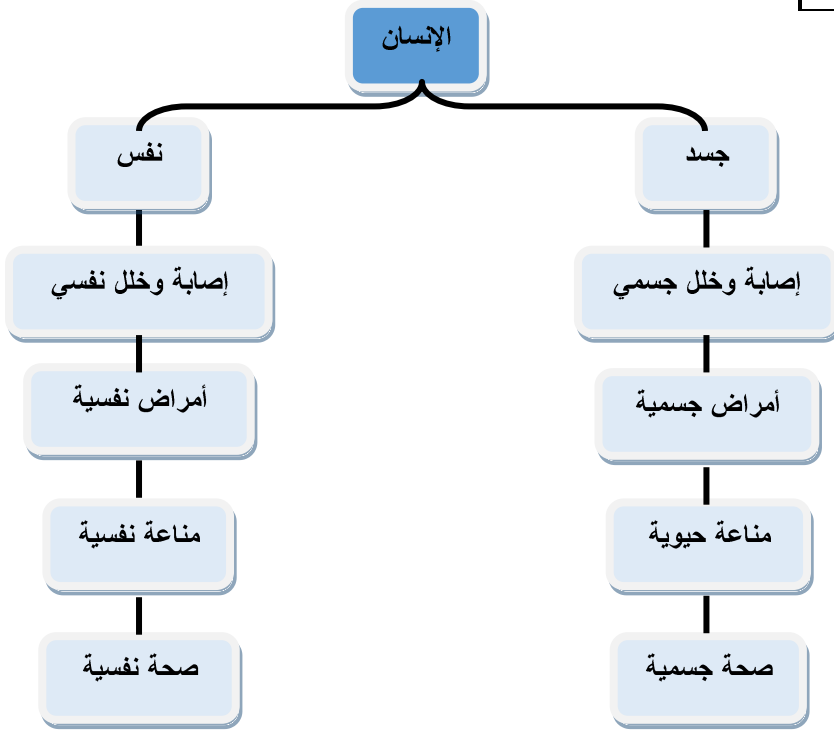 الإنسان
جسد
نفس
إصابة وخلل جسمي
إصابة وخلل نفسي
أمراض جسمية
أمراض نفسية
مناعة حيوية
مناعة نفسية
صحة جسمية
صحة نفسية